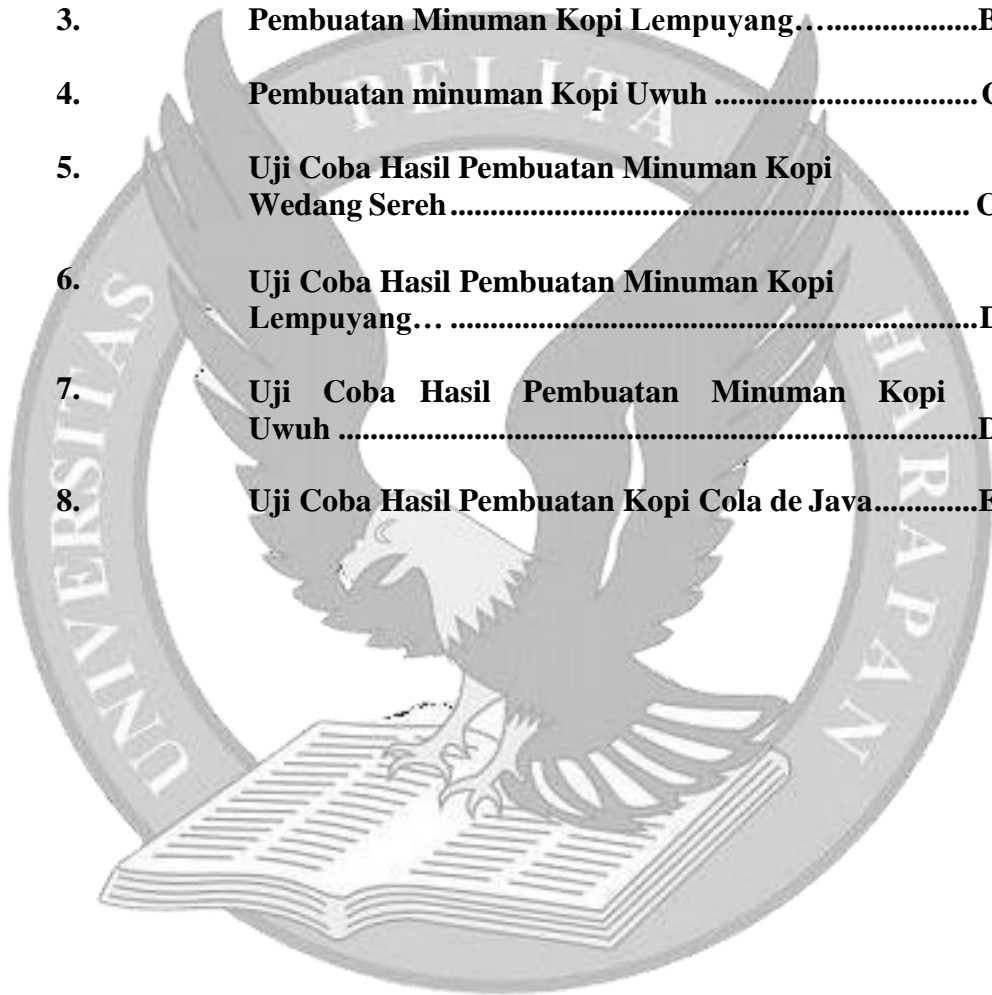 3. Pembuatan Minuman Kopi Lempuyang…..................B
4. Pembuatan minuman Kopi Uwuh ............................. C
5. Uji Coba Hasil Pembuatan Minuman Kopi
Wedang Sereh......................................................... C
6. Uji Coba Hasil Pembuatan Minuman Kopi
Lempuyang… ..........................................................D
7. Uji Coba Hasil Pembuatan Minuman Kopi
Uwuh ......................................................................D
8. Uji Coba Hasil Pembuatan Kopi Cola de Java.............E
UNIVERSITAS PELITA HARAPAN